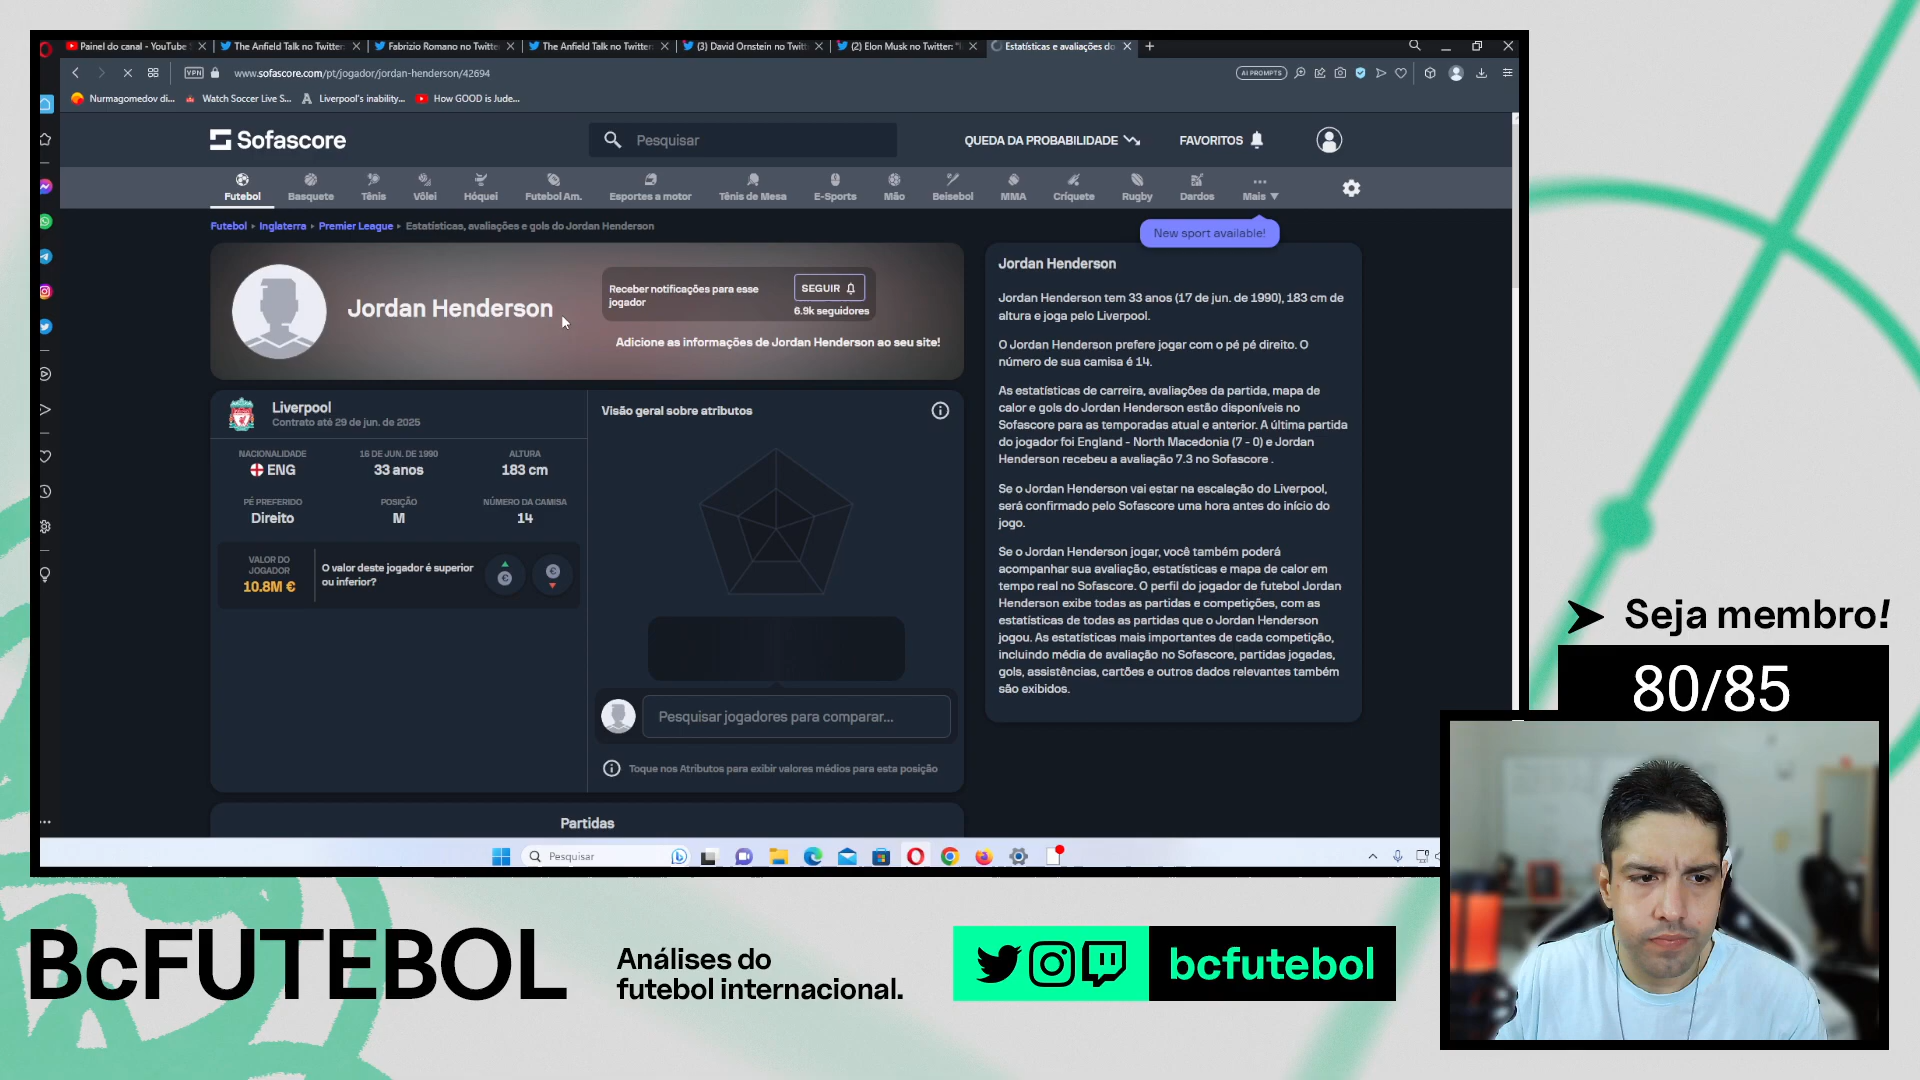 Painel do canal - YouTube
The Anfield Talk no Twitter:
Fabrizio Romano no Twitte
The Anfield Talk no Twitter:
(3) David Ornstein no Twitt
(2) Elon Musk no Twitter: "I
Estatísticas e avaliações do
VPN
www.sofascore.com/pt/jogador/jordan-henderson/42694
AI PROMPTS
Nurmagomedov di...
Watch Soccer Live S...
Liverpool's inability...
How GOOD is Jude...
Sofascore
Pesquisar
QUEDA DA PROBABILIDADE
FAVORITOS
Futebol
Basquete
Tênis
Vôlei
Hóquei
Futebol Am.
Esportes a motor
Tênis de Mesa
E-Sports
Mão
Beisebol
MMA
Críquete
Rugby
Dardos
Mais ▼
New sport available!
Futebol
Inglaterra
Premier League
Estatísticas, avaliações e gols do Jordan Henderson
Jordan Henderson
Receber notificações para esse
jogador
SEGUIR
6.9k seguidores
Adicione as informações de Jordan Henderson ao seu site!
Liverpool
Contrato até 29 de jun. de 2025
NACIONALIDADE
ENG
16 DE JUN. DE 1990
33 anos
ALTURA
183 cm
PÉ PREFERIDO
Direito
POSIÇÃO
M
NÚMERO DA CAMISA
14
VALOR DO
JOGADOR
10.8M €
O valor deste jogador é superior
ou inferior?
Visão geral sobre atributos
Pesquisar jogadores para comparar...
Toque nos Atributos para exibir valores médios para esta posição
Partidas
Jordan Henderson
Jordan Henderson tem 33 anos (17 de jun. de 1990), 183 cm de
altura e joga pelo Liverpool.
O Jordan Henderson prefere jogar com o pé pé direito. O
número de sua camisa é 14.
As estatísticas de carreira, avaliações da partida, mapa de
calor e gols do Jordan Henderson estão disponíveis no
Sofascore para as temporadas atual e anterior. A última partida
do jogador foi England - North Macedonia (7 - 0) e Jordan
Henderson recebeu a avaliação 7.3 no Sofascore .
Se o Jordan Henderson vai estar na escalação do Liverpool,
será confirmado pelo Sofascore uma hora antes do início do
jogo.
Se o Jordan Henderson jogar, você também poderá
acompanhar sua avaliação, estatísticas e mapa de calor em
tempo real no Sofascore. O perfil do jogador de futebol Jordan
Henderson exibe todas as partidas e competições, com as
estatísticas de todas as partidas que o Jordan Henderson
jogou. As estatísticas mais importantes de cada competição,
incluindo média de avaliação no Sofascore, partidas jogadas,
gols, assistências, cartões e outros dados relevantes também
são exibidos.
Pesquisar
Seja membro!
80/85
BcFUTEBOL
Análises do
futebol internacional.
bcfutebol